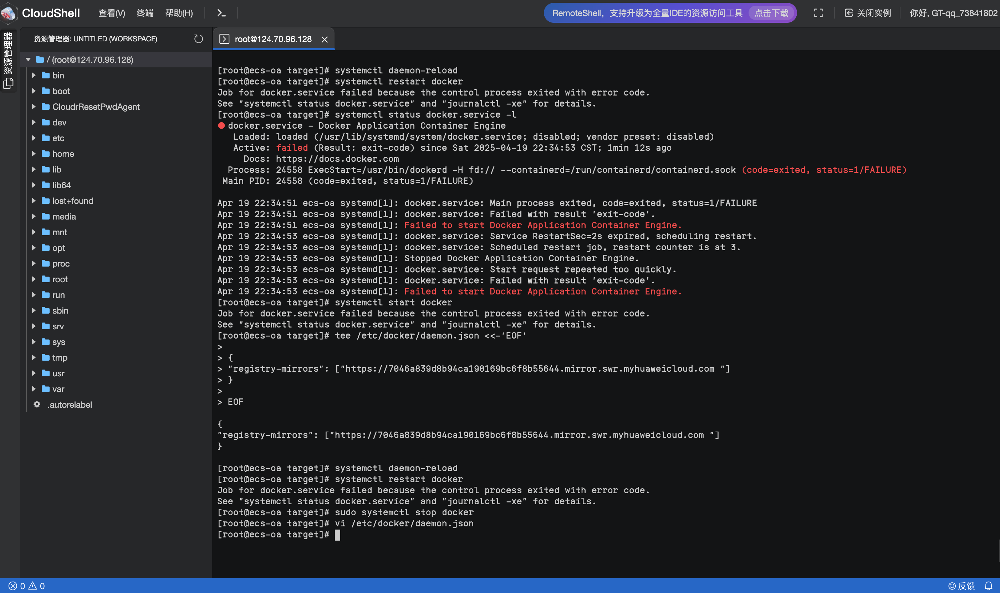 CloudShell
查看(V)
终端
帮助(H)
RemoteShell，支持升级为全量IDE的资源访问工具
点击下载
关闭实例
你好, GT-qq_73841802
资源管理器
资源管理器: UNTITLED (WORKSPACE)
/ (root@124.70.96.128)
bin
boot
CloudrResetPwdAgent
dev
etc
home
lib
lib64
lost+found
media
mnt
opt
proc
root
run
sbin
srv
sys
tmp
usr
var
.autorelabel
root@124.70.96.128
[root@ecs-oa target]# systemctl daemon-reload
[root@ecs-oa target]# systemctl restart docker
Job for docker.service failed because the control process exited with error code.
See "systemctl status docker.service" and "journalctl -xe" for details.
[root@ecs-oa target]# systemctl status docker.service -l
● docker.service - Docker Application Container Engine
   Loaded: loaded (/usr/lib/systemd/system/docker.service; disabled; vendor preset: disabled)
   Active: failed (Result: exit-code) since Sat 2025-04-19 22:34:53 CST; 1min 12s ago
     Docs: https://docs.docker.com
  Process: 24558 ExecStart=/usr/bin/dockerd -H fd:// --containerd=/run/containerd/containerd.sock (code=exited, status=1/FAILURE)
 Main PID: 24558 (code=exited, status=1/FAILURE)
Apr 19 22:34:51 ecs-oa systemd[1]: docker.service: Main process exited, code=exited, status=1/FAILURE
Apr 19 22:34:51 ecs-oa systemd[1]: docker.service: Failed with result 'exit-code'.
Apr 19 22:34:51 ecs-oa systemd[1]: Failed to start Docker Application Container Engine.
Apr 19 22:34:53 ecs-oa systemd[1]: docker.service: Service RestartSec=2s expired, scheduling restart.
Apr 19 22:34:53 ecs-oa systemd[1]: docker.service: Scheduled restart job, restart counter is at 3.
Apr 19 22:34:53 ecs-oa systemd[1]: Stopped Docker Application Container Engine.
Apr 19 22:34:53 ecs-oa systemd[1]: docker.service: Start request repeated too quickly.
Apr 19 22:34:53 ecs-oa systemd[1]: docker.service: Failed with result 'exit-code'.
Apr 19 22:34:53 ecs-oa systemd[1]: Failed to start Docker Application Container Engine.
[root@ecs-oa target]# systemctl start docker
Job for docker.service failed because the control process exited with error code.
See "systemctl status docker.service" and "journalctl -xe" for details.
[root@ecs-oa target]# tee /etc/docker/daemon.json <<-'EOF'
>
> {
> "registry-mirrors": ["https://7046a839d8b94ca190169bc6f8b55644.mirror.swr.myhuaweicloud.com "]
> }
>
> EOF
{
"registry-mirrors": ["https://7046a839d8b94ca190169bc6f8b55644.mirror.swr.myhuaweicloud.com "]
}
[root@ecs-oa target]# systemctl daemon-reload
[root@ecs-oa target]# systemctl restart docker
Job for docker.service failed because the control process exited with error code.
See "systemctl status docker.service" and "journalctl -xe" for details.
[root@ecs-oa target]# sudo systemctl stop docker
[root@ecs-oa target]# vi /etc/docker/daemon.json
[root@ecs-oa target]#
0
0
反馈